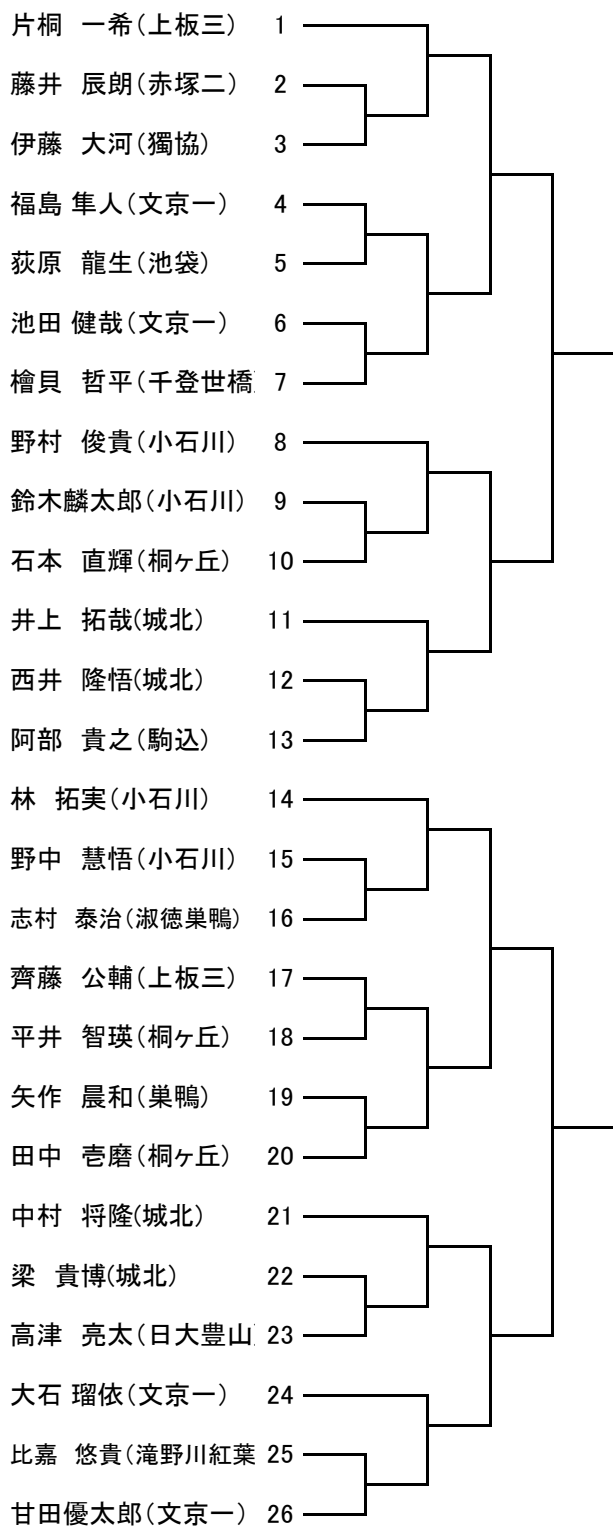 片桐　一希（上板三） 1
藤井　辰朗（赤塚二） 2
伊藤　大河（獨協） 3
福島 隼人（文京一） 4
荻原　龍生（池袋） 5
池田 健哉（文京一） 6
檜貝　哲平（千登世橋） 7
野村　俊貴（小石川） 8
鈴木麟太郎（小石川） 9
石本　直輝（桐ヶ丘） 10
井上　拓哉(城北） 11
西井　隆悟(城北） 12
阿部　貴之（駒込） 13
林　拓実（小石川） 14
野中　慧悟（小石川） 15
志村　泰治（淑徳巣鴨） 16
齊藤　公輔（上板三） 17
平井　智瑛（桐ヶ丘） 18
矢作　晨和（巣鴨） 19
田中　壱磨（桐ヶ丘） 20
中村　将隆(城北） 21
梁　貴博(城北） 22
高津　亮太（日大豊山） 23
大石 瑠依（文京一） 24
比嘉　悠貴（滝野川紅葉 25
甘田優太郎（文京一） 26